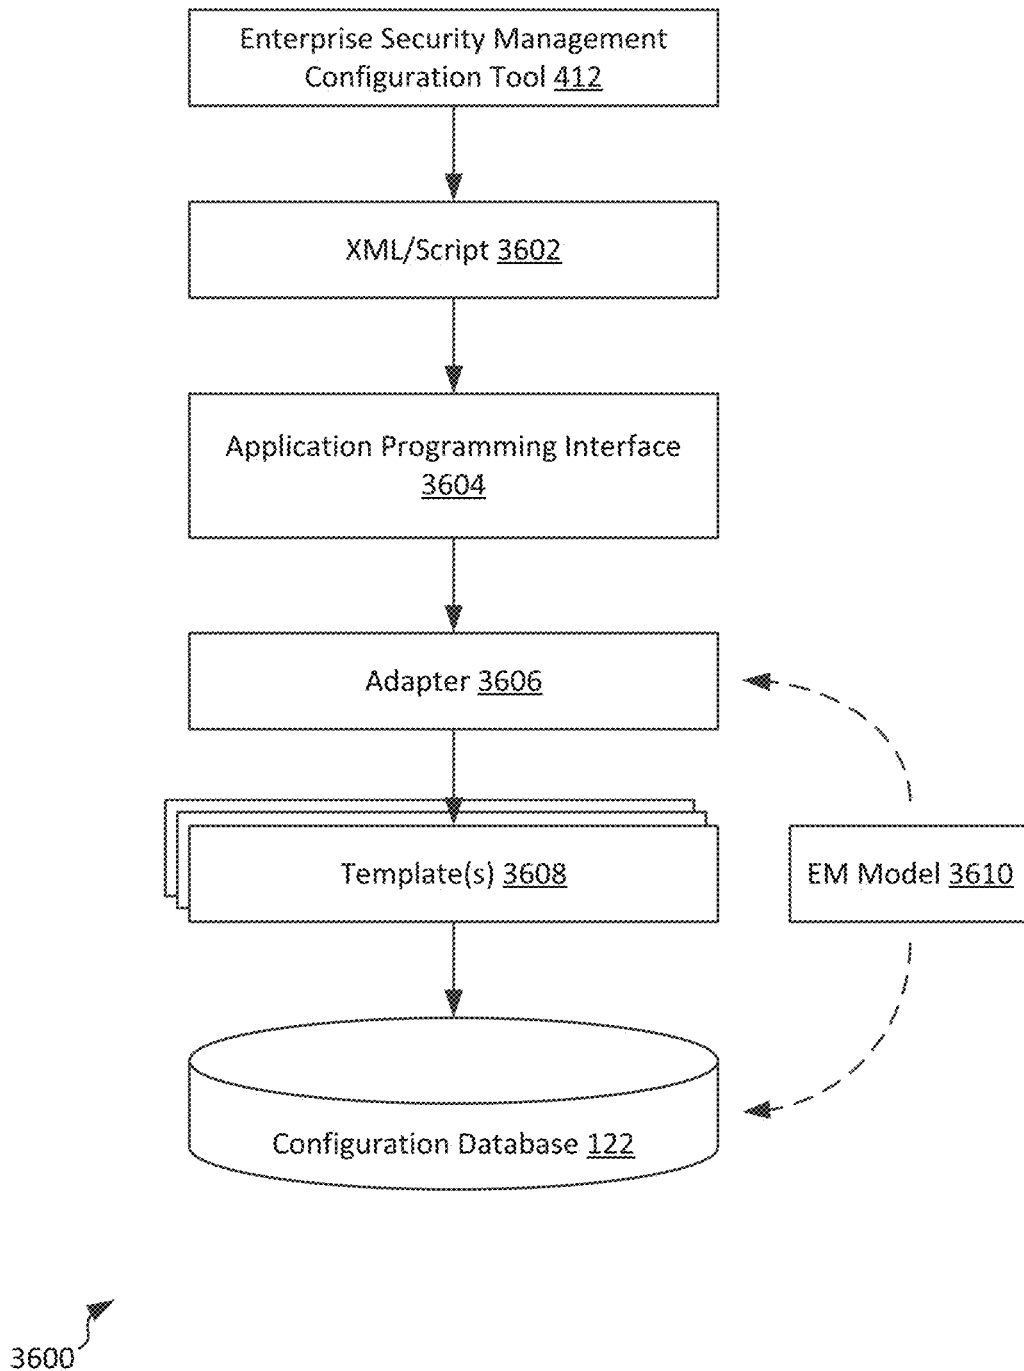 Enterprise Security Management
Configuration Tool 412
XML/Script 3602
Application Programming Interface
3604
Adapter 3606
Template(s) 3608
EM Model 3610
Configuration Database 122
3600